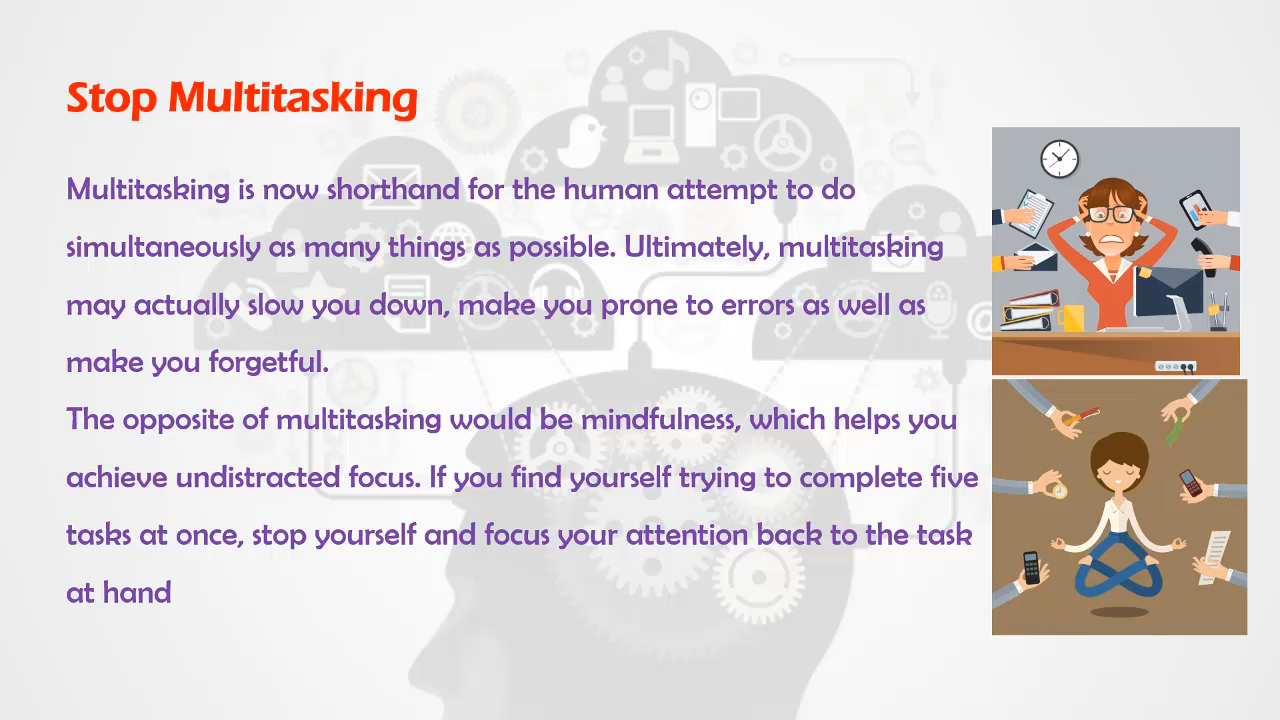 Stop Multitasking
Multitasking is now shorthand for the human attempt to do
simultaneously as many things as possible. Ultimately, multitasking
may actually slow you down, make you prone to errors as well as
make you forgetful.
The opposite of multitasking would be mindfulness, which helps you
achieve undistracted focus. If you find yourself trying to complete five
tasks at once, stop yourself and focus your attention back to the task
at hand